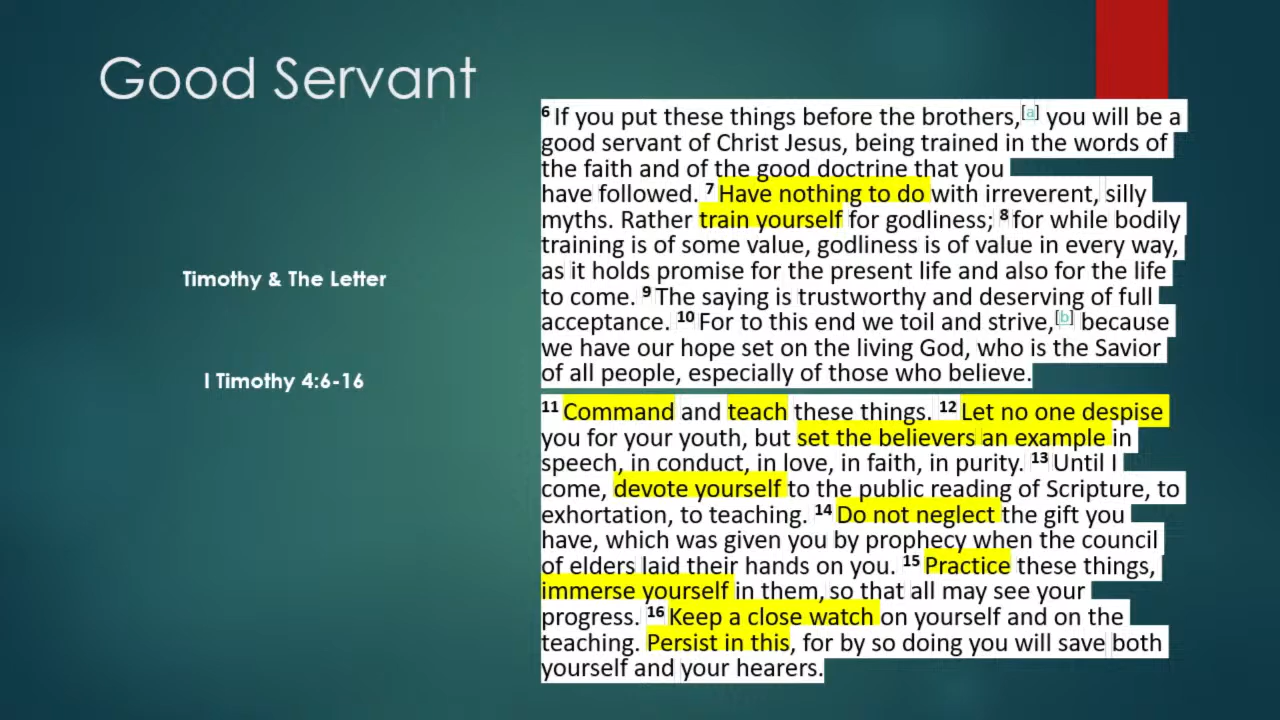 Good Servant
Timothy & The Letter
I Timothy 4:6-16
6 If you put these things before the brothers,[a] you will be a
good servant of Christ Jesus, being trained in the words of
the faith and of the good doctrine that you
have followed. 7 Have nothing to do with irreverent, silly
myths. Rather train yourself for godliness; 8 for while bodily
training is of some value, godliness is of value in every way,
as it holds promise for the present life and also for the life
to come. 9 The saying is trustworthy and deserving of full
acceptance. 10 For to this end we toil and strive,[b] because
we have our hope set on the living God, who is the Savior
of all people, especially of those who believe.
11 Command and teach these things. 12 Let no one despise
you for your youth, but set the believers an example in
speech, in conduct, in love, in faith, in purity. 13 Until I
come, devote yourself to the public reading of Scripture, to
exhortation, to teaching. 14 Do not neglect the gift you
have, which was given you by prophecy when the council
of elders laid their hands on you. 15 Practice these things,
immerse yourself in them, so that all may see your
progress. 16 Keep a close watch on yourself and on the
teaching. Persist in this, for by so doing you will save both
yourself and your hearers.